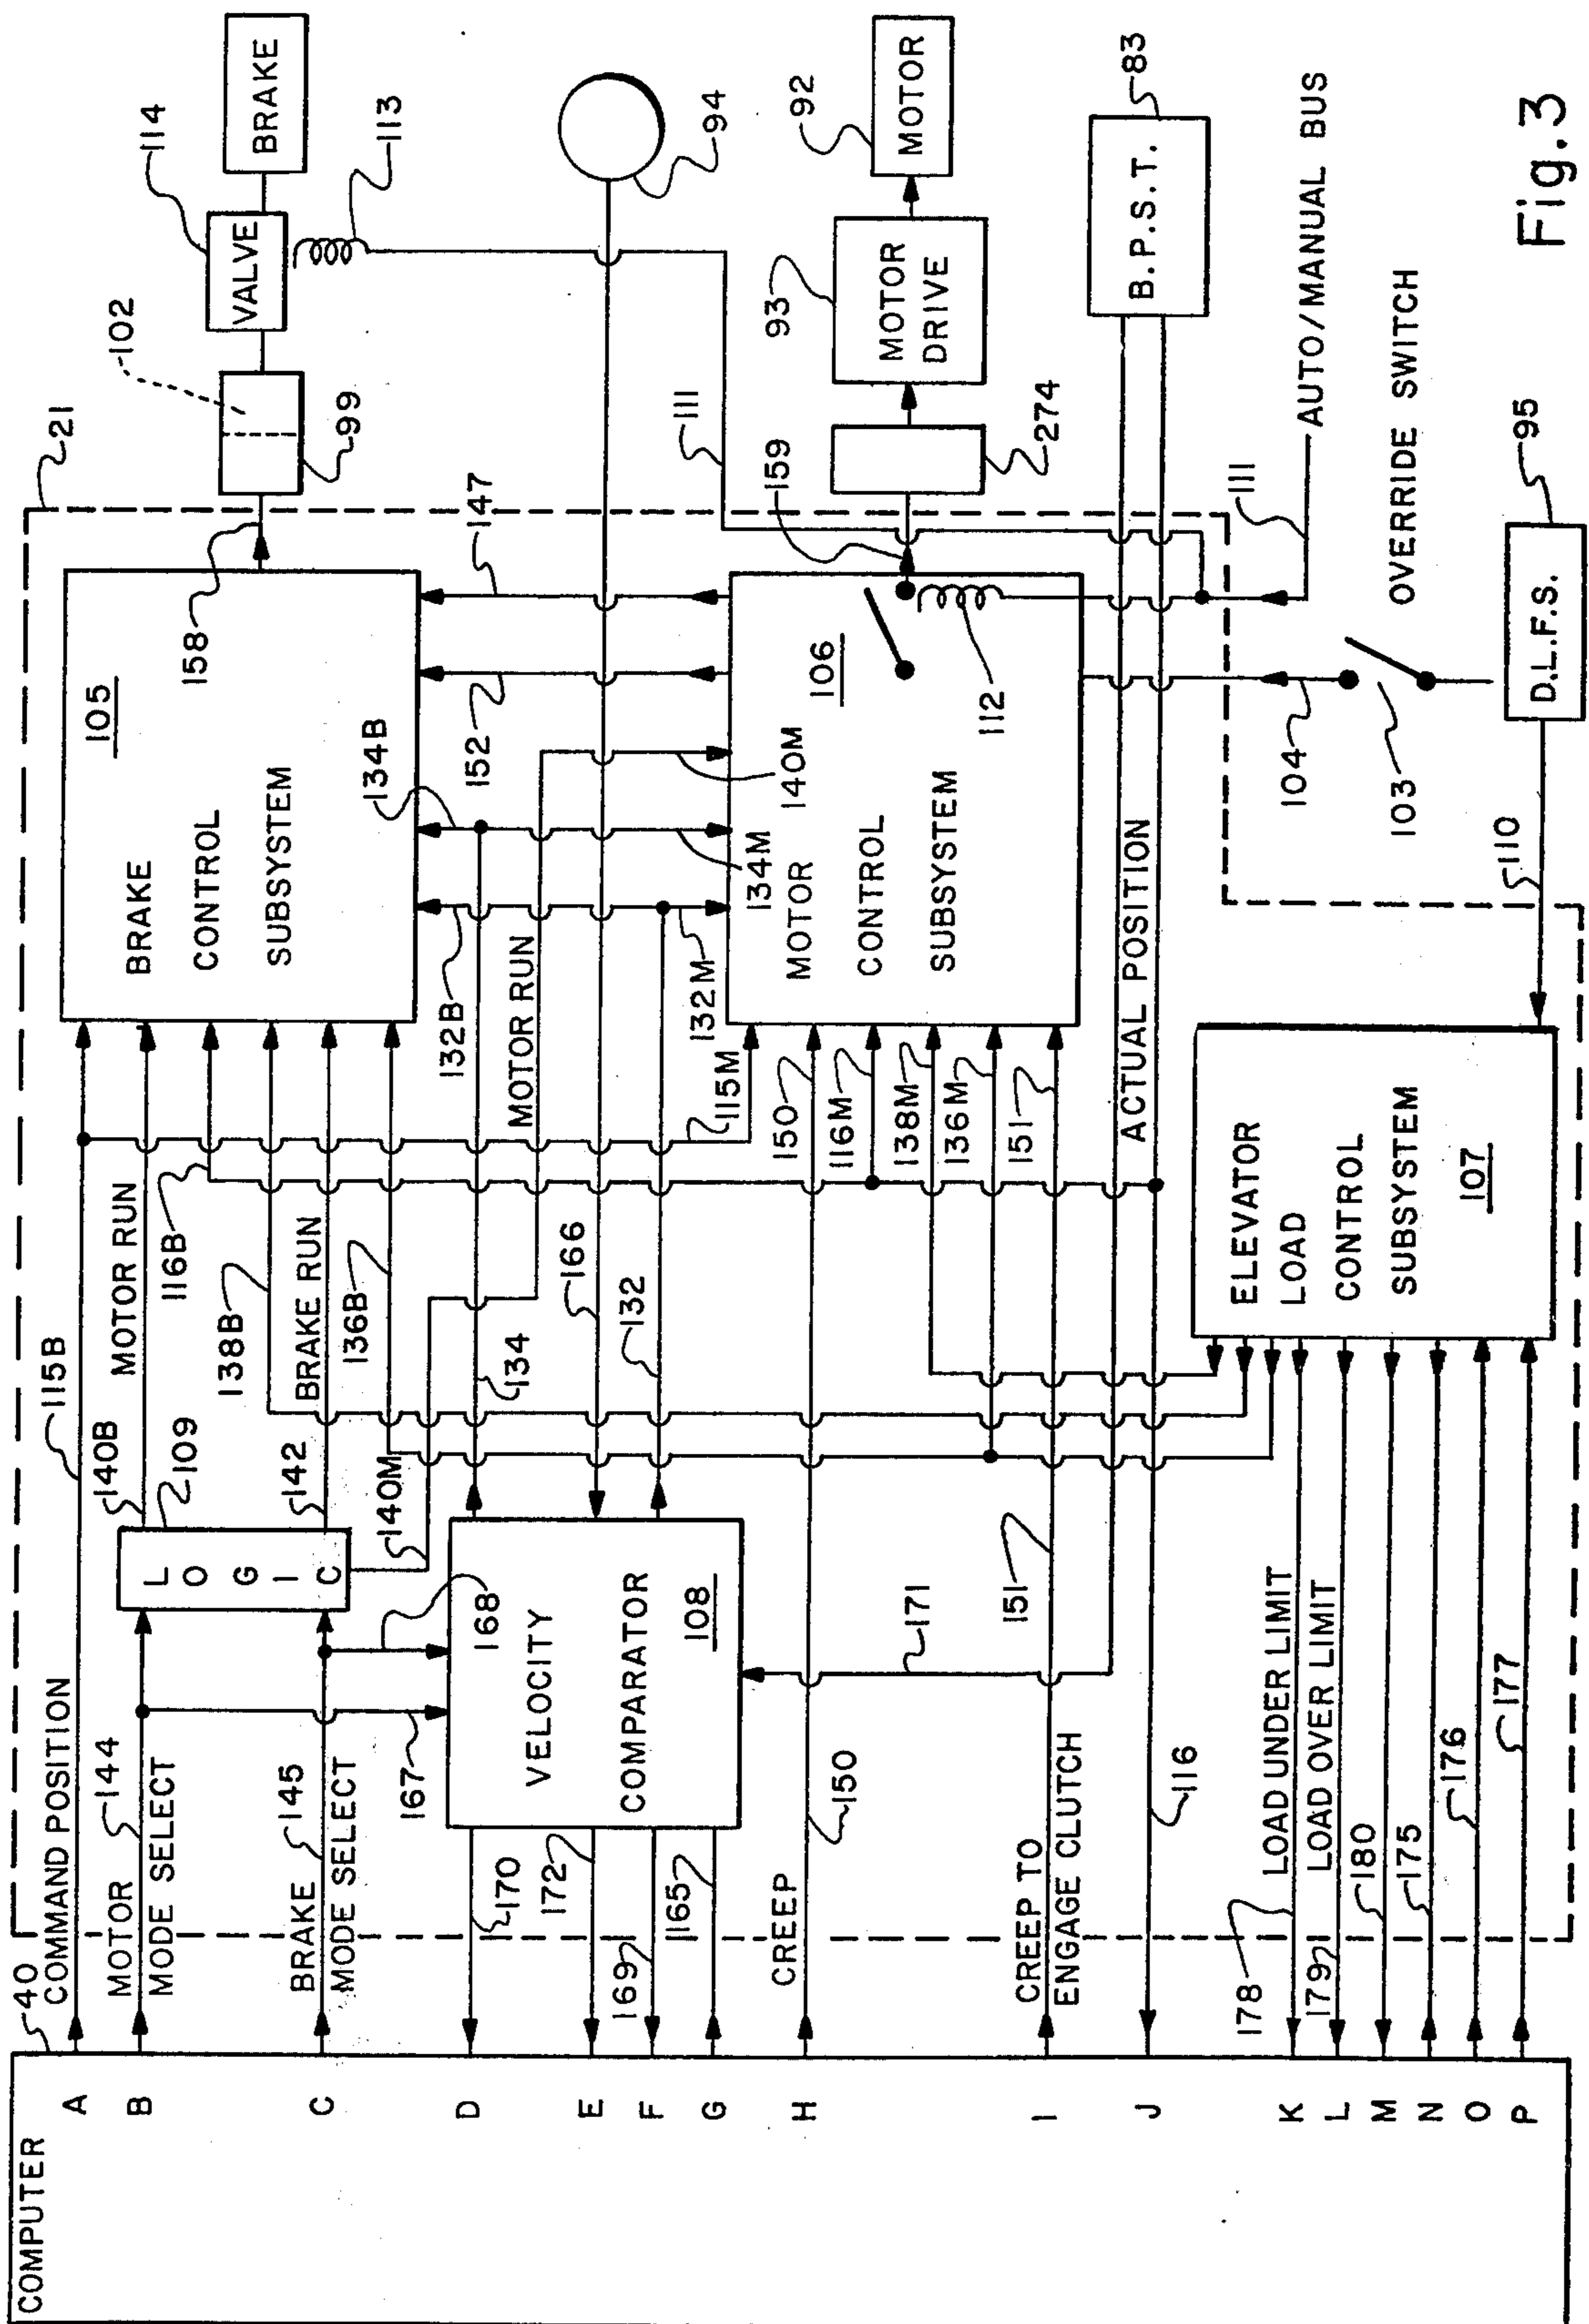 COMPUTER
40
A
B
C
D
E
F
G
H
I
J
K
L
M
N
O
P
COMMAND POSITION
115B
MOTOR
MODE SELECT
144
BRAKE
MODE SELECT
145
LOGIC
109
140B
MOTOR RUN
116B
138B
BRAKE RUN
142
136B
140M
167
168
VELOCITY
COMPARATOR
108
170
172
169
165
134
166
132
171
CREEP
150
CREEP TO
ENGAGE CLUTCH
151
151
116
178
LOAD UNDER LIMIT
179
LOAD OVER LIMIT
180
175
176
177
BRAKE
CONTROL
SUBSYSTEM
105
21
158
99
102
VALVE
114
BRAKE
113
94
147
152
134B
132B
MOTOR RUN
134M
132M
140M
115M
150
116M
138M
136M
MOTOR
CONTROL
SUBSYSTEM
106
112
159
111
274
MOTOR
DRIVE
93
MOTOR
92
B.P.S.T.
83
ACTUAL POSITION
111
AUTO/MANUAL BUS
OVERRIDE SWITCH
104
103
D.L.F.S.
95
110
ELEVATOR
LOAD
CONTROL
SUBSYSTEM
107
Fig.3